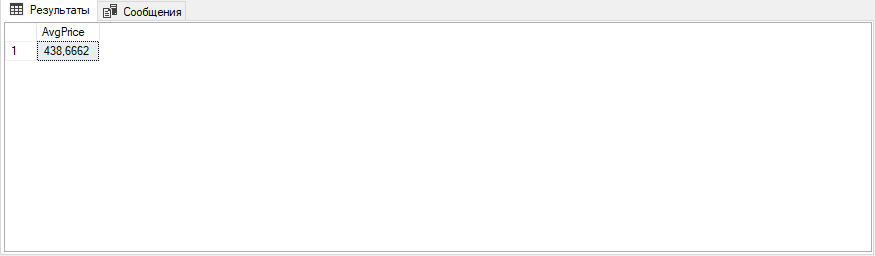 Результаты Сообщения
AvgPrice
1 438,6662